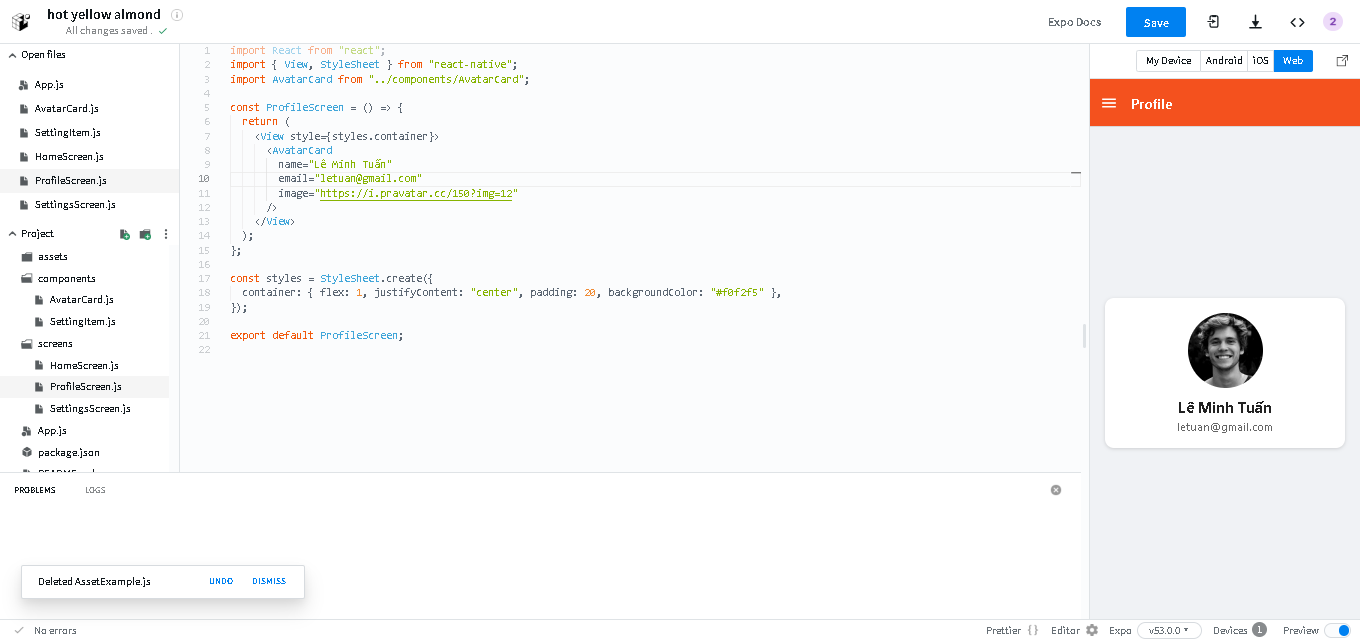 hot yellow almond
All changes saved.
Expo Docs
Save
2
Open files
App.js
AvatarCard.js
SettingItem.js
HomeScreen.js
ProfileScreen.js
SettingsScreen.js
Project
assets
components
AvatarCard.js
SettingItem.js
screens
HomeScreen.js
ProfileScreen.js
SettingsScreen.js
App.js
package.json
1 import React from "react";
2 import { View, StyleSheet } from "react-native";
3 import AvatarCard from "../components/AvatarCard";
4
5 const ProfileScreen = () => {
6 return (
7 <View style={styles.container}>
8 <AvatarCard
9 name="Lê Minh Tuấn"
10 email="letuan@gmail.com"
11 image="https://i.pravatar.cc/150?img=12"
12 />
13 </View>
14 );
15 };
16
17 const styles = StyleSheet.create({
18 container: { flex: 1, justifyContent: "center", padding: 20, backgroundColor: "#f0f2f5" },
19 });
20
21 export default ProfileScreen;
22
My Device Android iOS Web
Profile
Lê Minh Tuấn
letuan@gmail.com
PROBLEMS LOGS
Deleted AssetExample.js UNDO DISMISS
No errors
Prettier {} Editor Expo v53.0.0 Devices 1 Preview